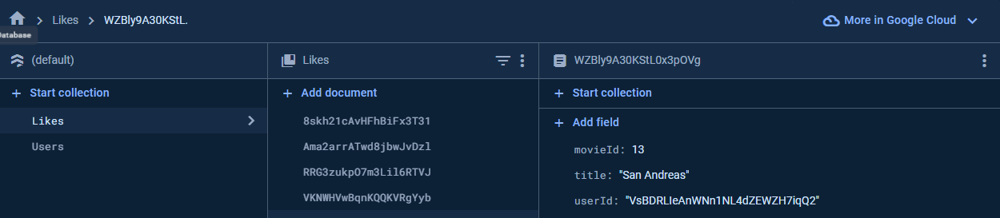 Likes
WZBly9A30KStL.
More in Google Cloud
Database
(default)
Likes
WZBly9A30KStL0x3pOVg
Start collection
Add document
Start collection
Likes
8skh21cAvHFhBiFx3T31
Add field
Users
Ama2arrATwd8jbwJvDzl
movieId: 13
RRG3zukpO7m3Lil6RTVJ
title: "San Andreas"
VKNWHVwBqnKQQKVRgYyb
userId: "VsBDRLIeAnWNn1NL4dZEWZH7iqQ2"